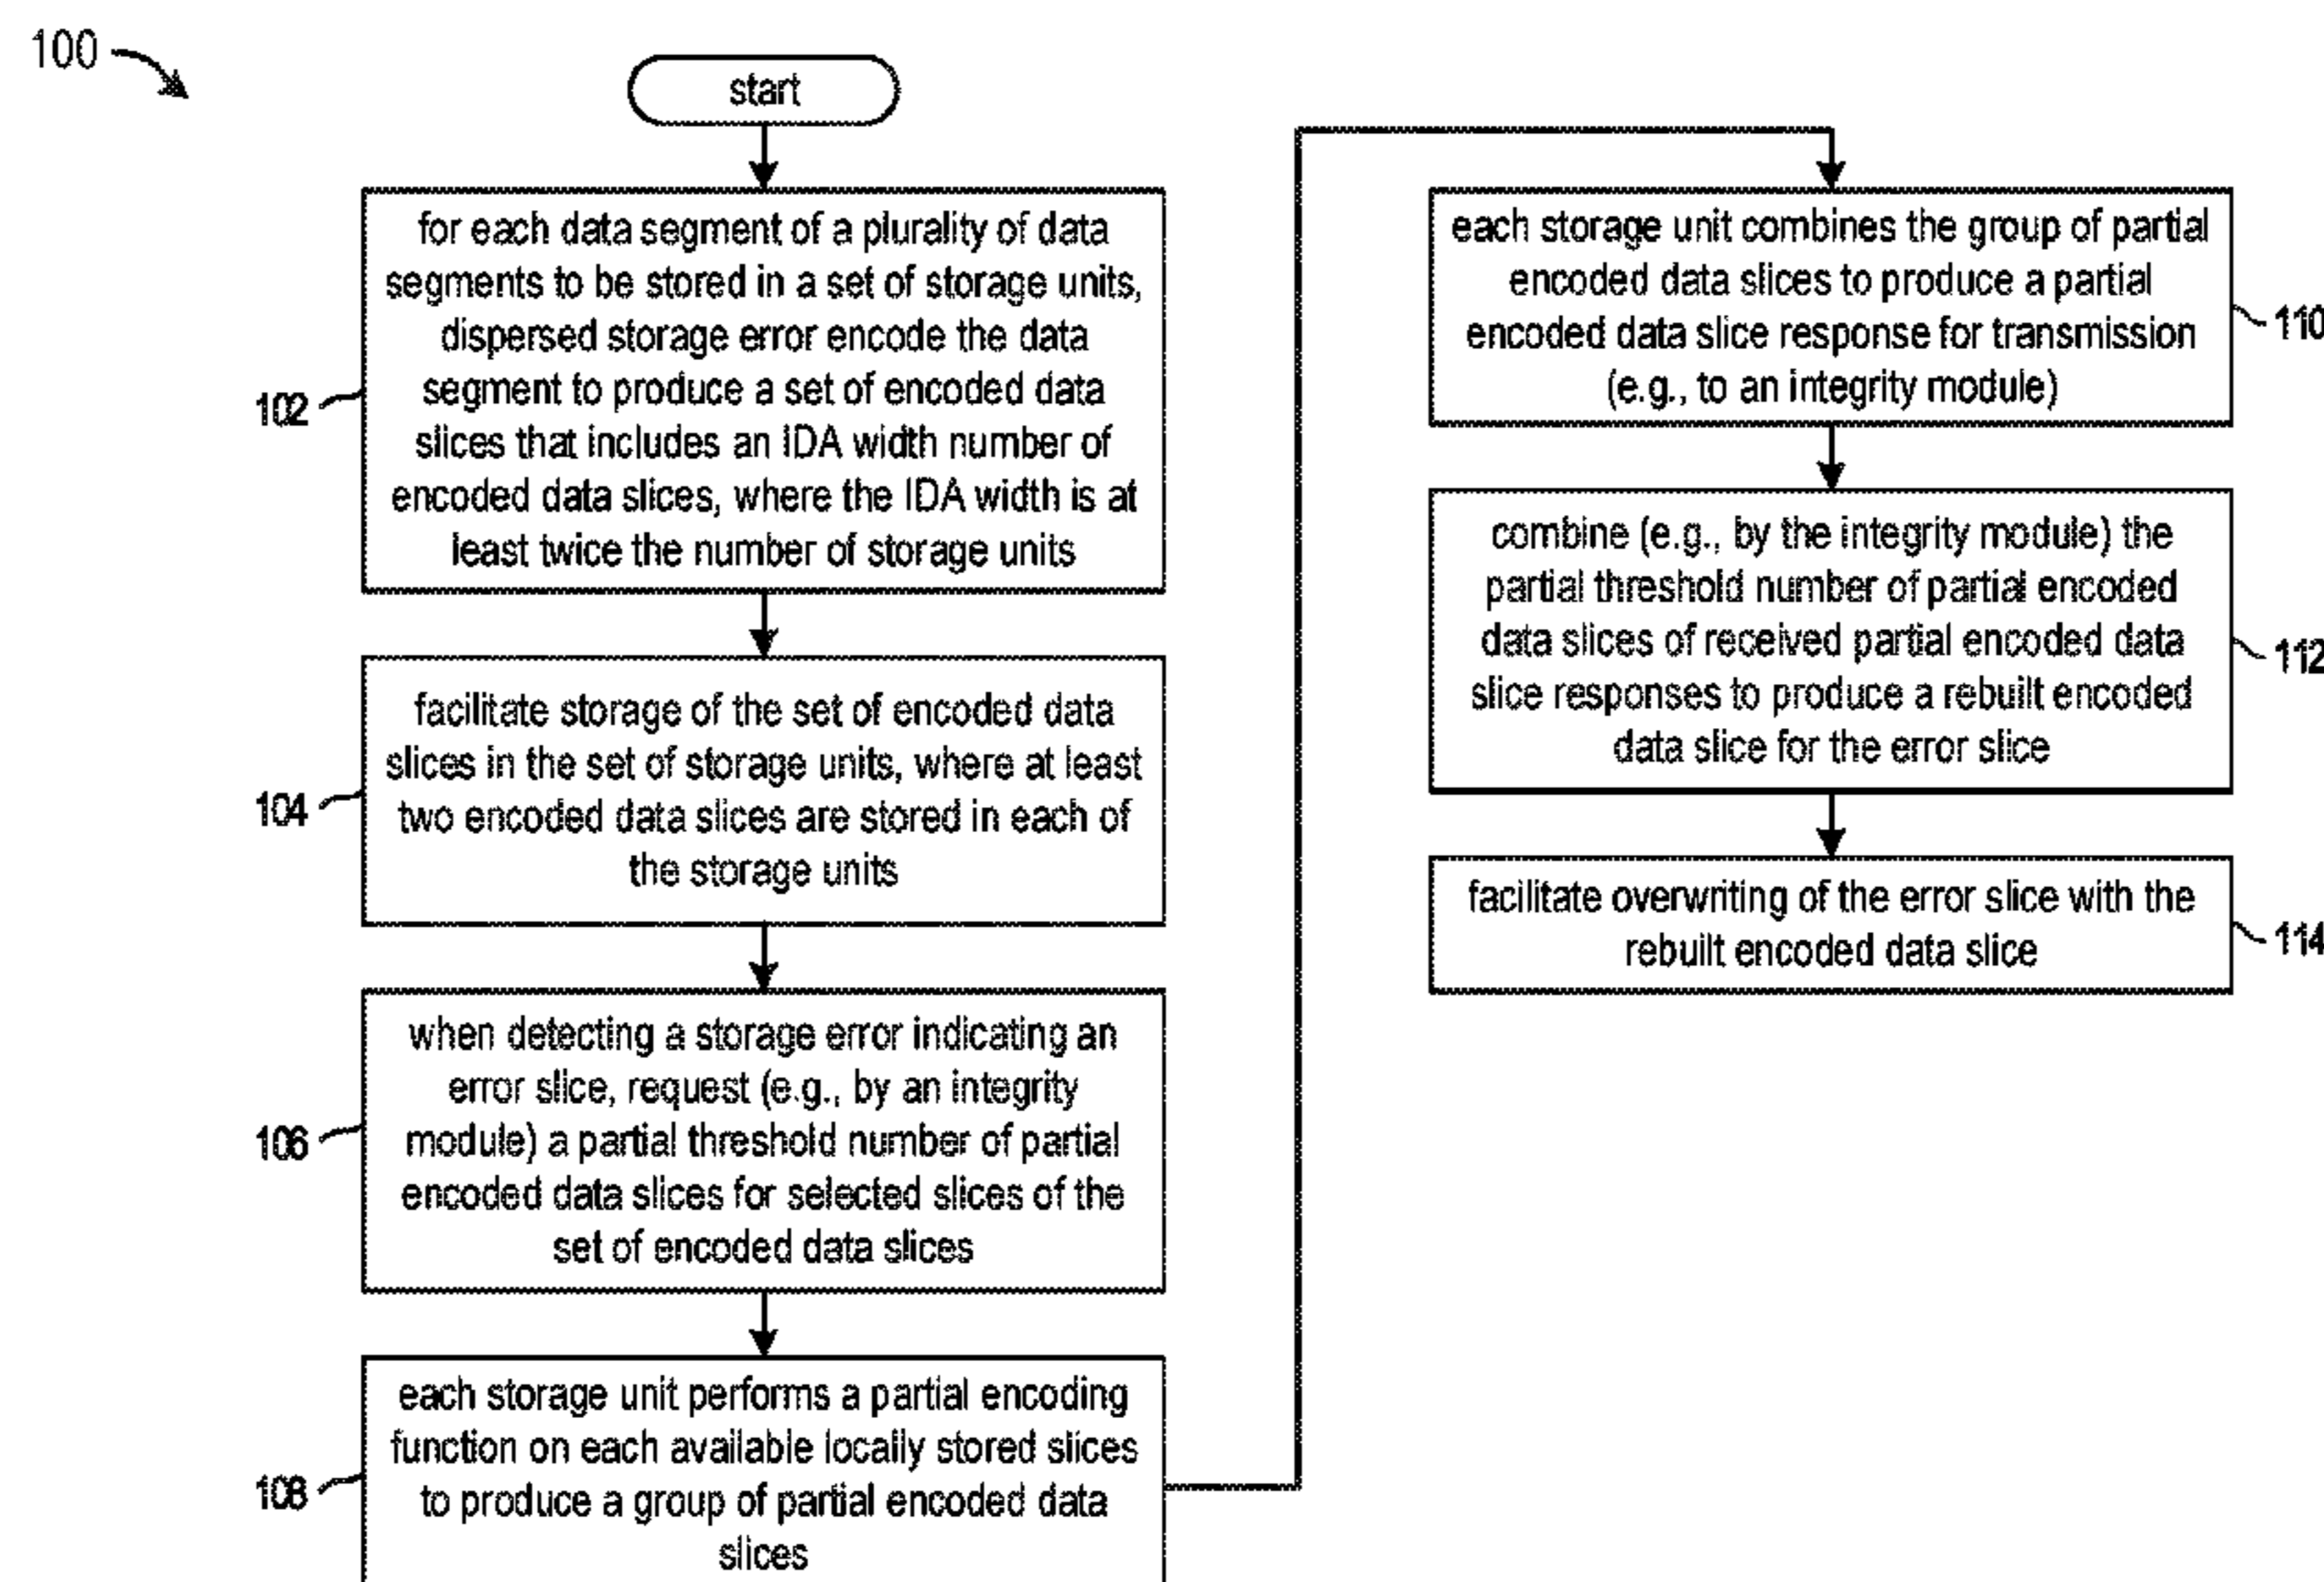 100
start
for each data segment of a plurality of data
segments to be stored in a set of storage units,
dispersed storage error encode the data
segment to produce a set of encoded data
slices that includes an IDA width number of
encoded data slices, where the IDA width is at
least twice the number of storage units
102
facilitate storage of the set of encoded data
slices in the set of storage units, where at least
two encoded data slices are stored in each of
the storage units
104
when detecting a storage error indicating an
error slice, request (e.g., by an integrity
module) a partial threshold number of partial
encoded data slices for selected slices of the
set of encoded data slices
106
each storage unit performs a partial encoding
function on each available locally stored slices
to produce a group of partial encoded data
slices
108
each storage unit combines the group of partial
encoded data slices to produce a partial
encoded data slice response for transmission
(e.g., to an integrity module)
110
combine (e.g., by the integrity module) the
partial threshold number of partial encoded
data slices of received partial encoded data
slice responses to produce a rebuilt encoded
data slice for the error slice
112
facilitate overwriting of the error slice with the
rebuilt encoded data slice
114